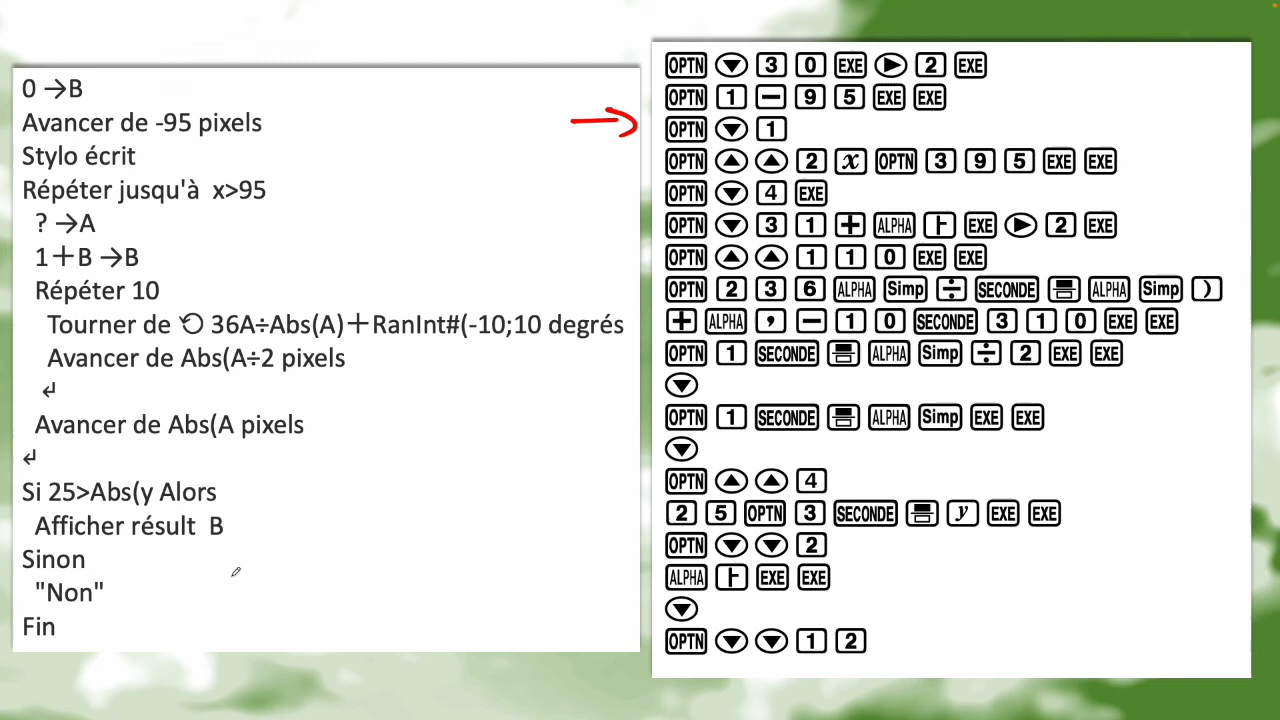 0 →B
Avancer de -95 pixels
Stylo écrit
Répéter jusqu'à x>95
? →A
1+B →B
Répéter 10
Tourner de ↺ 36A÷Abs(A)+RanInt#(-10;10 degrés
Avancer de Abs(A÷2 pixels
↵
Avancer de Abs(A pixels
↵
Si 25>Abs(y Alors
Afficher résult B
Sinon
"Non"
Fin
OPTN ▼ 3 0 EXE ▶ 2 EXE
OPTN 1 − 9 5 EXE EXE
OPTN ▼ 1
OPTN ▲ ▲ 2 x OPTN 3 9 5 EXE EXE
OPTN ▼ 4 EXE
OPTN ▼ 3 1 + ALPHA |- EXE ▶ 2 EXE
OPTN ▲ ▲ 1 1 0 EXE EXE
OPTN 2 3 6 ALPHA Simp ÷ SECONDE ALPHA Simp )
+ ALPHA , − 1 0 SECONDE 3 1 0 EXE EXE
OPTN 1 SECONDE ALPHA Simp ÷ 2 EXE EXE
▼
OPTN 1 SECONDE ALPHA Simp EXE EXE
▼
OPTN ▲ ▲ 4
2 5 OPTN 3 SECONDE y EXE EXE
OPTN ▼ ▼ 2
ALPHA |- EXE EXE
▼
OPTN ▼ ▼ 1 2